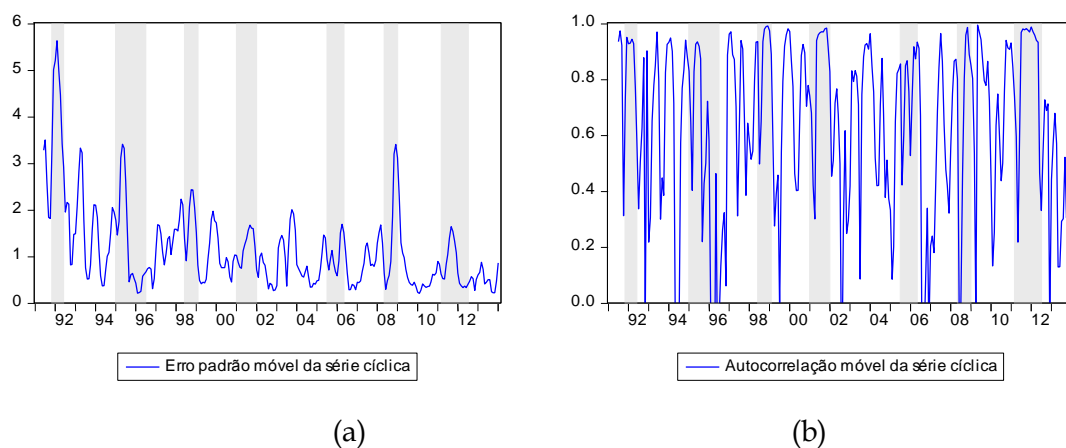 6
5
4
3
2
1
0
92 94 96 98 00 02 04 06 08 10 12
Erro padrão móvel da série cíclica
(a)
1.0
0.8
0.6
0.4
0.2
0.0
92 94 96 98 00 02 04 06 08 10 12
Autocorrelação móvel da série cíclica
(b)